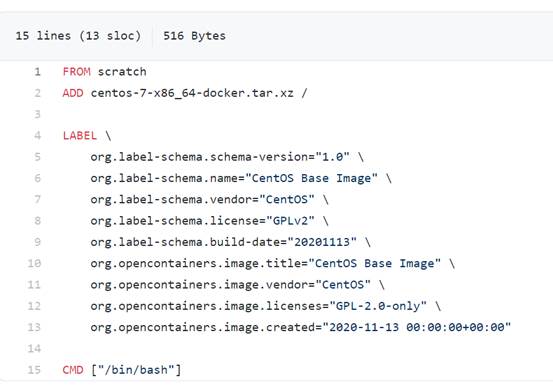 15 lines (13 sloc) 516 Bytes
1 FROM scratch
2 ADD centos-7-x86_64-docker.tar.xz /
3
4 LABEL \
5 org.label-schema.schema-version="1.0" \
6 org.label-schema.name="CentOS Base Image" \
7 org.label-schema.vendor="CentOS" \
8 org.label-schema.license="GPLv2" \
9 org.label-schema.build-date="20201113" \
10 org.opencontainers.image.title="CentOS Base Image" \
11 org.opencontainers.image.vendor="CentOS" \
12 org.opencontainers.image.licenses="GPL-2.0-only" \
13 org.opencontainers.image.created="2020-11-13 00:00:00+00:00"
14
15 CMD ["/bin/bash"]